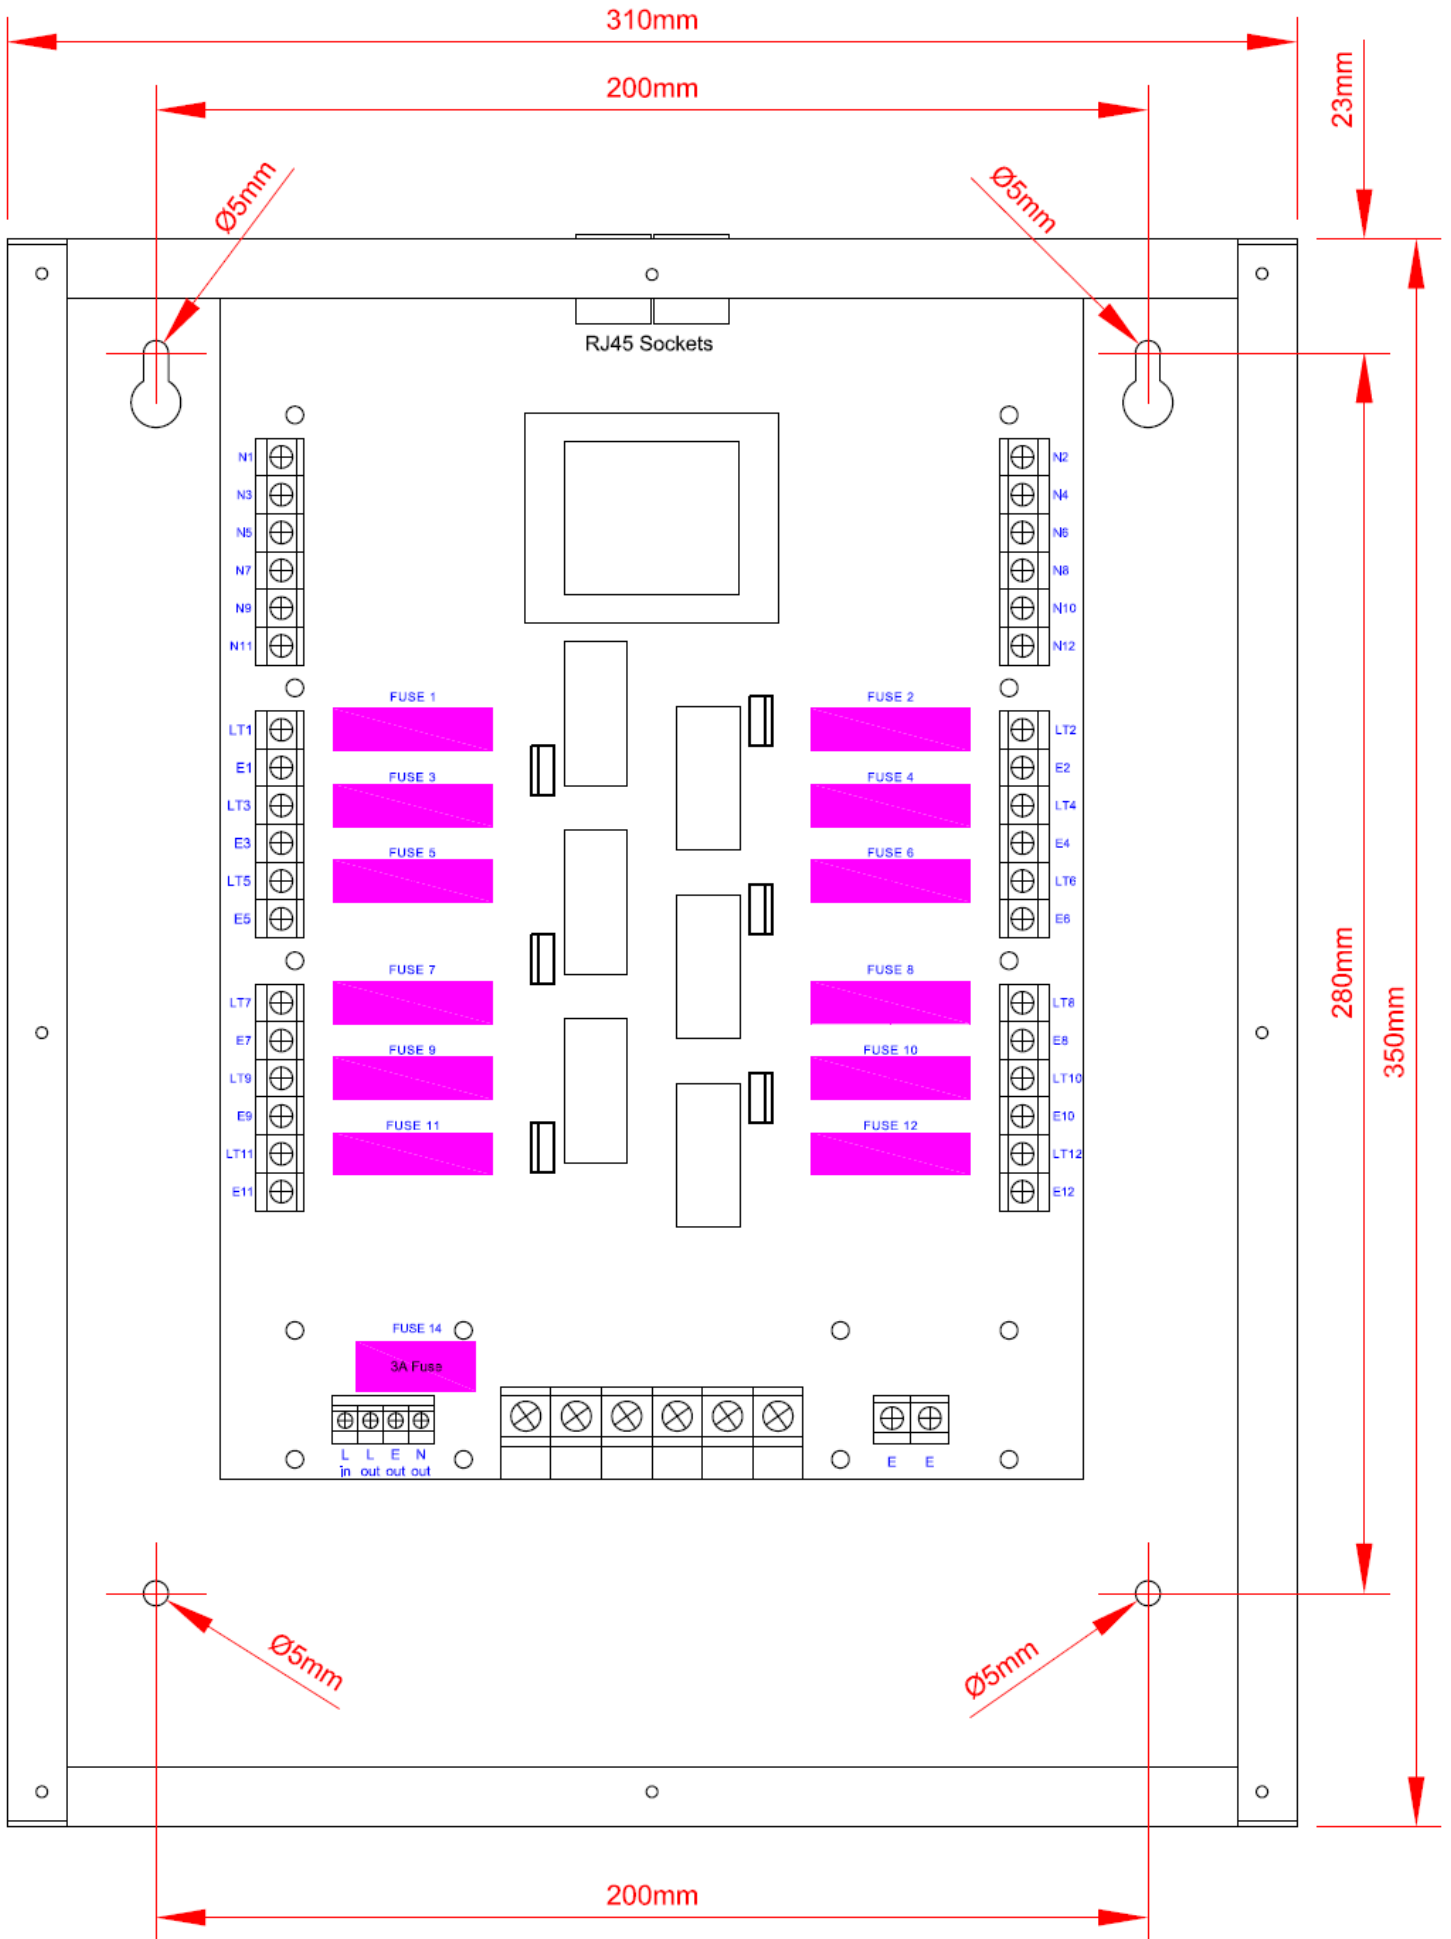 310mm
200mm
23mm
Ø5mm
Ø5mm
RJ45 Sockets
N1
N2
N3
N4
N5
N6
N7
N8
N9
N10
N11
N12
FUSE 1
FUSE 2
LT1
LT2
E1
E2
FUSE 3
FUSE 4
LT3
LT4
E3
E4
FUSE 5
FUSE 6
LT5
LT6
E5
E6
280mm
350mm
FUSE 7
FUSE 8
LT7
LT8
E7
E8
FUSE 9
FUSE 10
LT9
LT10
E9
E10
FUSE 11
FUSE 12
LT11
LT12
E11
E12
FUSE 14
3A Fuse
L L E N
in out out out
E E
Ø5mm
Ø5mm
200mm